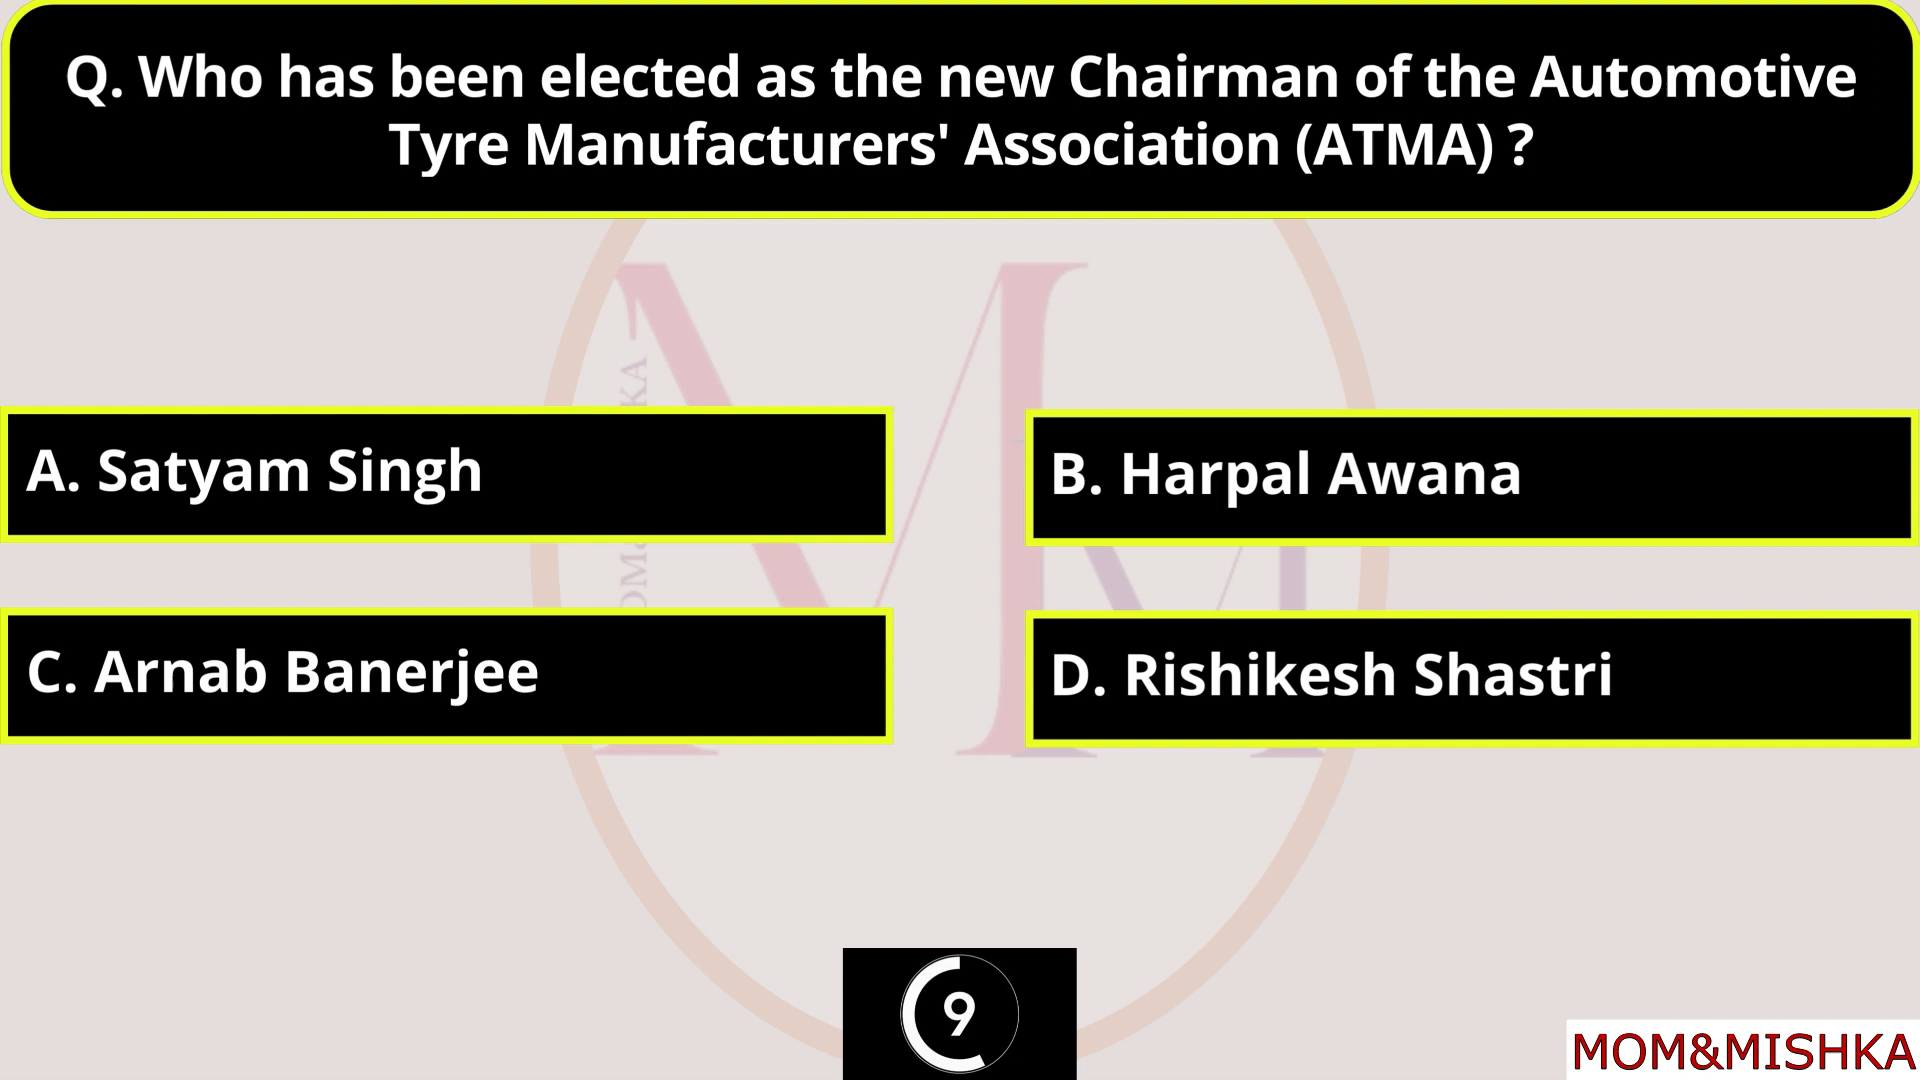 Q. Who has been elected as the new Chairman of the Automotive
Tyre Manufacturers' Association (ATMA) ?
A. Satyam Singh
B. Harpal Awana
C. Arnab Banerjee
D. Rishikesh Shastri
9
MOM&MISHKA